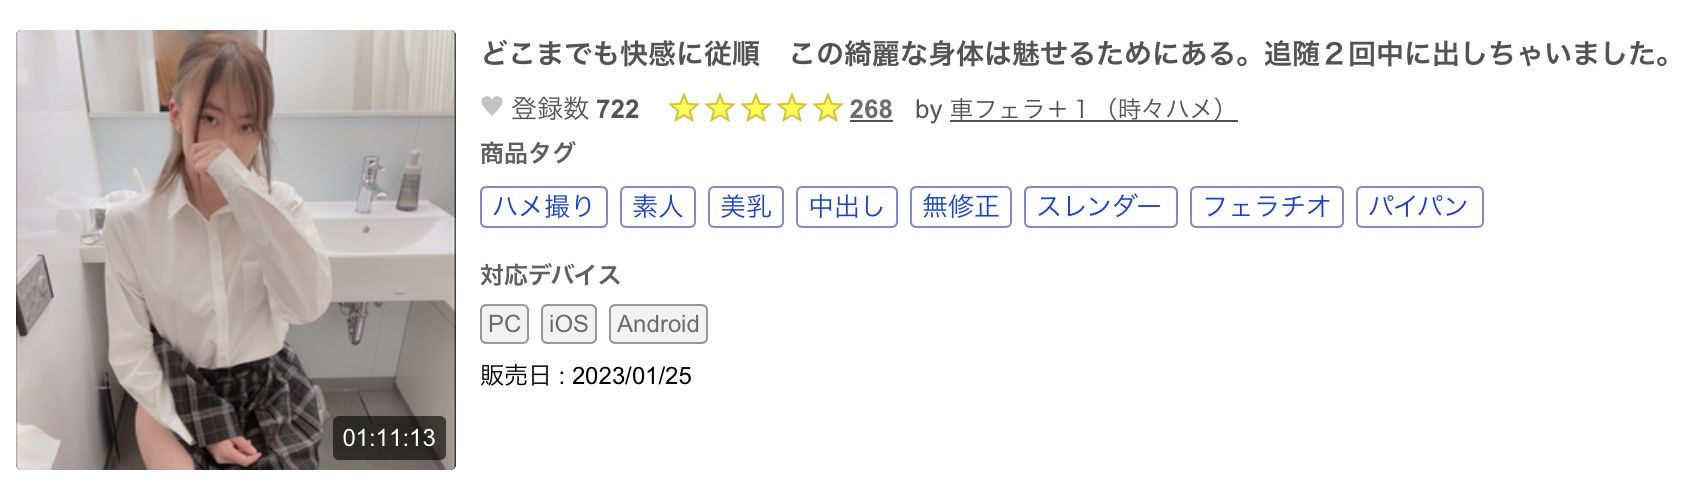 どこまでも快感に従順　この綺麗な身体は魅せるためにある。追随２回中に出しちゃいました。
登録数 722 268 by 車フェラ＋１（時々ハメ）
商品タグ
ハメ撮り 素人 美乳 中出し 無修正 スレンダー フェラチオ パイパン
対応デバイス
PC iOS Android
販売日 : 2023/01/25
01:11:13